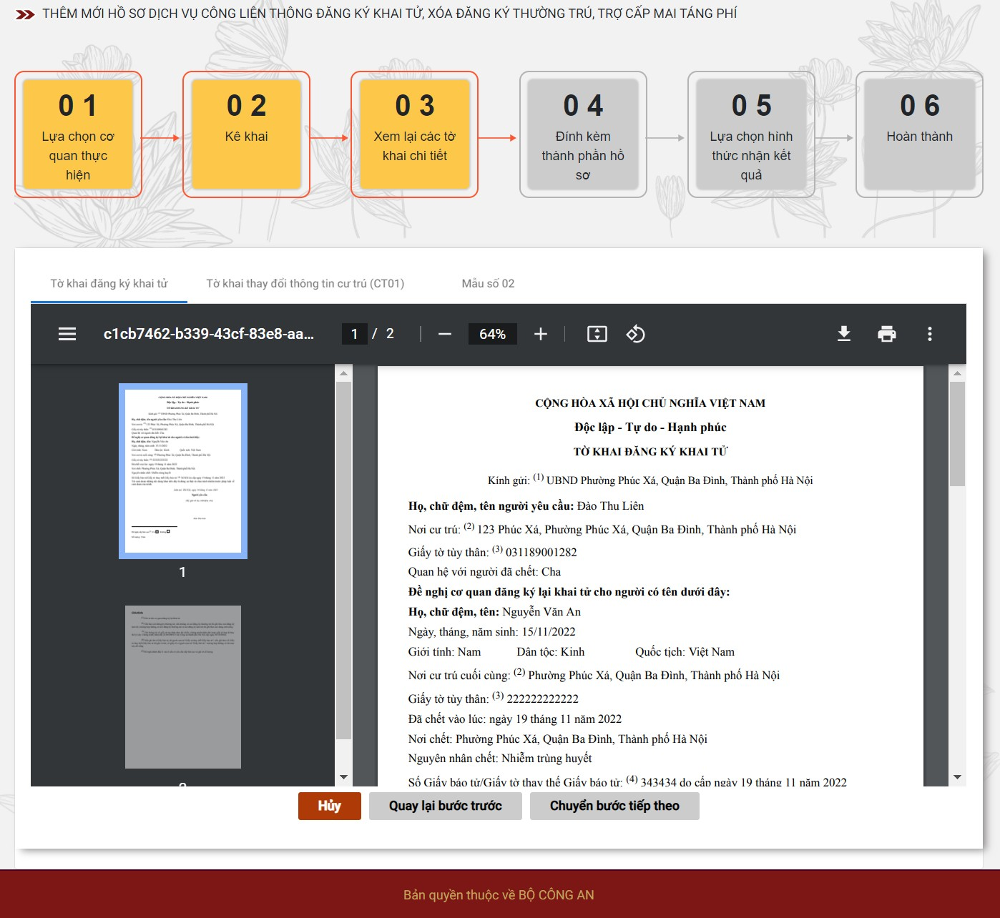 THÊM MỚI HỒ SƠ DỊCH VỤ CÔNG LIÊN THÔNG ĐĂNG KÝ KHAI TỬ, XÓA ĐĂNG KÝ THƯỜNG TRÚ, TRỢ CẤP MAI TÁNG PHÍ
0 1
Lựa chọn cơ
quan thực
hiện
0 2
Kê khai
0 3
Xem lại các tờ
khai chi tiết
0 4
Đính kèm
thành phần hồ
sơ
0 5
Lựa chọn hình
thức nhận kết
quả
0 6
Hoàn thành
Tờ khai đăng ký khai tử
Tờ khai thay đổi thông tin cư trú (CT01)
Mẫu số 02
c1cb7462-b339-43cf-83e8-aa...
1 / 2
64%
1
CỘNG HÒA XÃ HỘI CHỦ NGHĨA VIỆT NAM
Độc lập - Tự do - Hạnh phúc
TỜ KHAI ĐĂNG KÝ KHAI TỬ
Kính gửi: (1) UBND Phường Phúc Xá, Quận Ba Đình, Thành phố Hà Nội
Họ, chữ đệm, tên người yêu cầu: Đào Thu Liên
Nơi cư trú: (2) 123 Phúc Xá, Phường Phúc Xá, Quận Ba Đình, Thành phố Hà Nội
Giấy tờ tùy thân: (3) 031189001282
Quan hệ với người đã chết: Cha
Đề nghị cơ quan đăng ký lại khai tử cho người có tên dưới đây:
Họ, chữ đệm, tên: Nguyễn Văn An
Ngày, tháng, năm sinh: 15/11/2022
Giới tính: Nam Dân tộc: Kinh Quốc tịch: Việt Nam
Nơi cư trú cuối cùng: (2) Phường Phúc Xá, Quận Ba Đình, Thành phố Hà Nội
Giấy tờ tùy thân: (3) 222222222222
Đã chết vào lúc: ngày 19 tháng 11 năm 2022
Nơi chết: Phường Phúc Xá, Quận Ba Đình, Thành phố Hà Nội
Nguyên nhân chết: Nhiễm trùng huyết
Số Giấy báo tử/Giấy tờ thay thế Giấy báo tử: (4) 343434 do cấp ngày 19 tháng 11 năm 2022
Hủy
Quay lại bước trước
Chuyển bước tiếp theo
Bản quyền thuộc về BỘ CÔNG AN